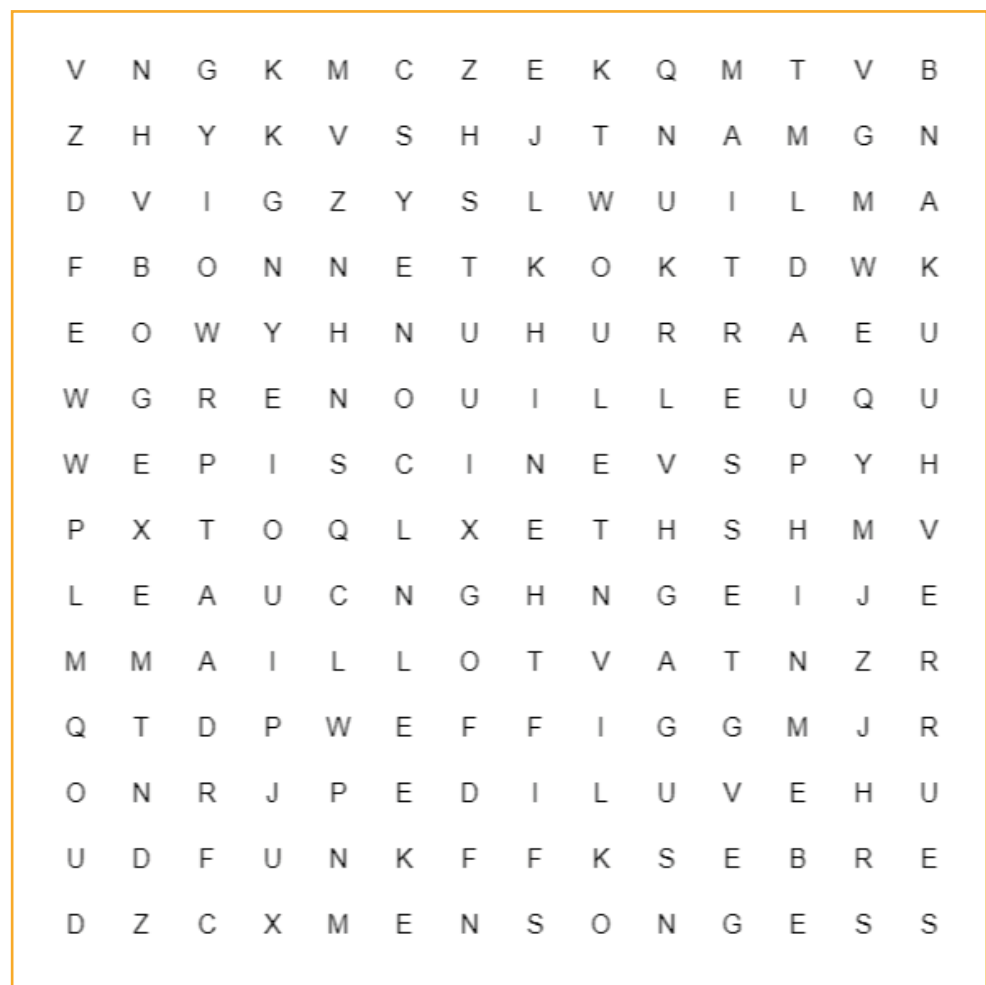 V N G K M C Z E K Q M T V B
Z H Y K V S H J T N A M G N
D V I G Z Y S L W U I L M A
F B O N N E T K O K T D W K
E O W Y H N U H U R R A E U
W G R E N O U I L L E U Q U
W E P I S C I N E V S P Y H
P X T O Q L X E T H S H M V
L E A U C N G H N G E I J E
M M A I L L O T V A T N Z R
Q T D P W E F F I G G M J R
O N R J P E D I L U V E H U
U D F U N K F F K S E B R E
D Z C X M E N S O N G E S S